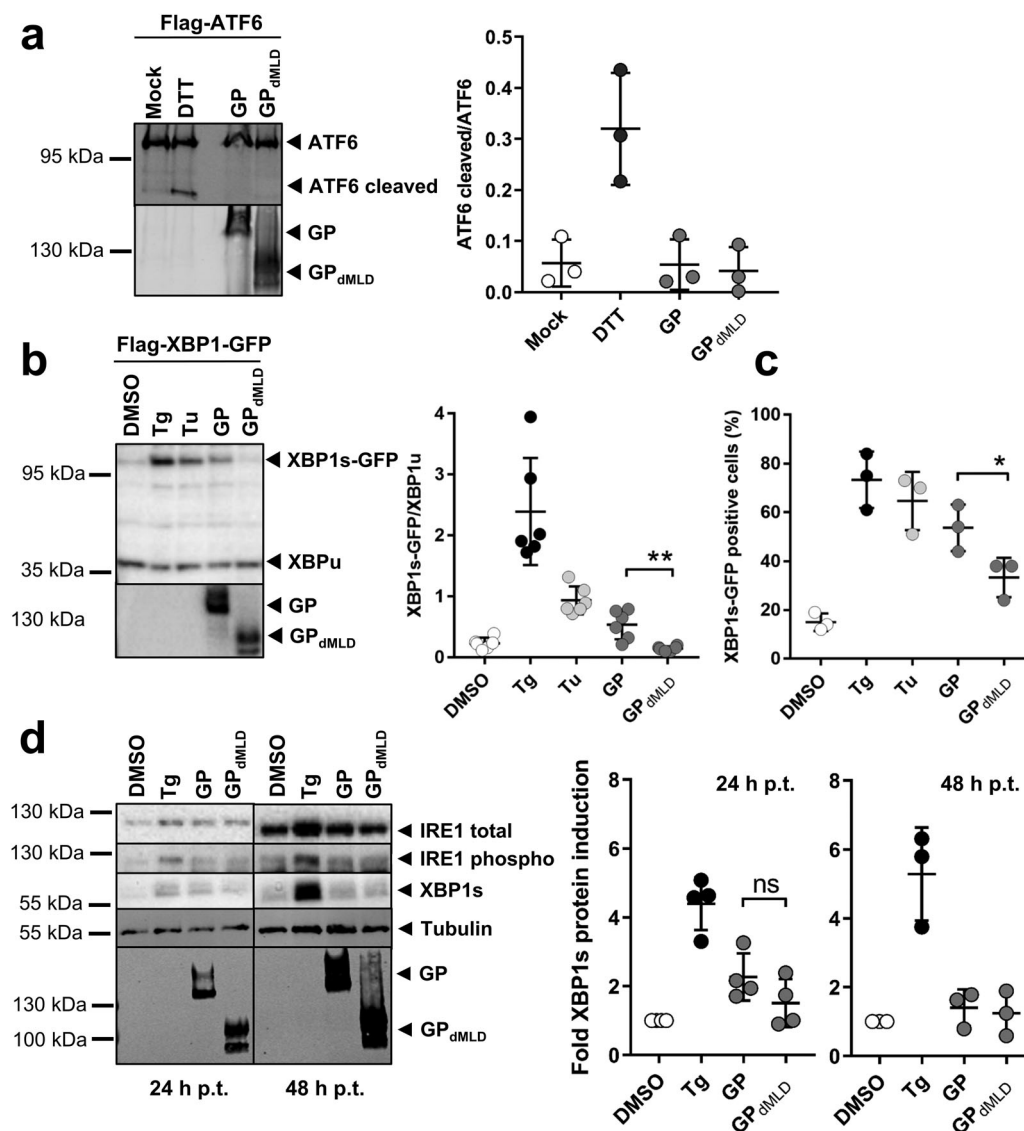 a
Flag-ATF6
Mock
DTT
GP
GPdMLD
95 kDa
ATF6
ATF6 cleaved
130 kDa
GP
GPdMLD
ATF6 cleaved/ATF6
0.5
0.4
0.3
0.2
0.1
0.0
Mock
DTT
GP
GPdMLD
b
Flag-XBP1-GFP
DMSO
Tg
Tu
GP
GPdMLD
95 kDa
XBP1s-GFP
35 kDa
XBPu
130 kDa
GP
GPdMLD
XBP1s-GFP/XBP1u
4
3
2
1
0
**
DMSO
Tg
Tu
GP
GPdMLD
c
XBP1s-GFP positive cells (%)
100
80
60
40
20
0
*
DMSO
Tg
Tu
GP
GPdMLD
d
DMSO
Tg
GP
GPdMLD
DMSO
Tg
GP
GPdMLD
130 kDa
IRE1 total
130 kDa
IRE1 phospho
55 kDa
XBP1s
55 kDa
Tubulin
GP
130 kDa
100 kDa
GPdMLD
24 h p.t.
48 h p.t.
Fold XBP1s protein induction
8
6
4
2
0
24 h p.t.
ns
DMSO
Tg
GP
GPdMLD
8
6
4
2
0
48 h p.t.
DMSO
Tg
GP
GPdMLD